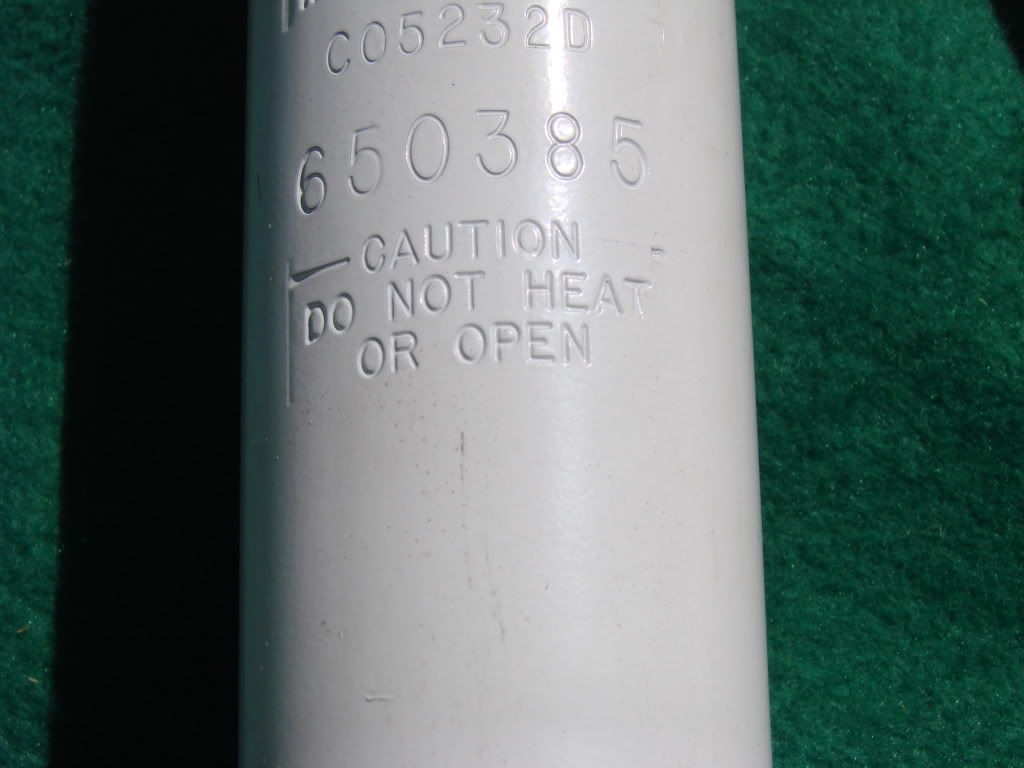 C05232D
650385
CAUTION
DO NOT HEAT
OR OPEN